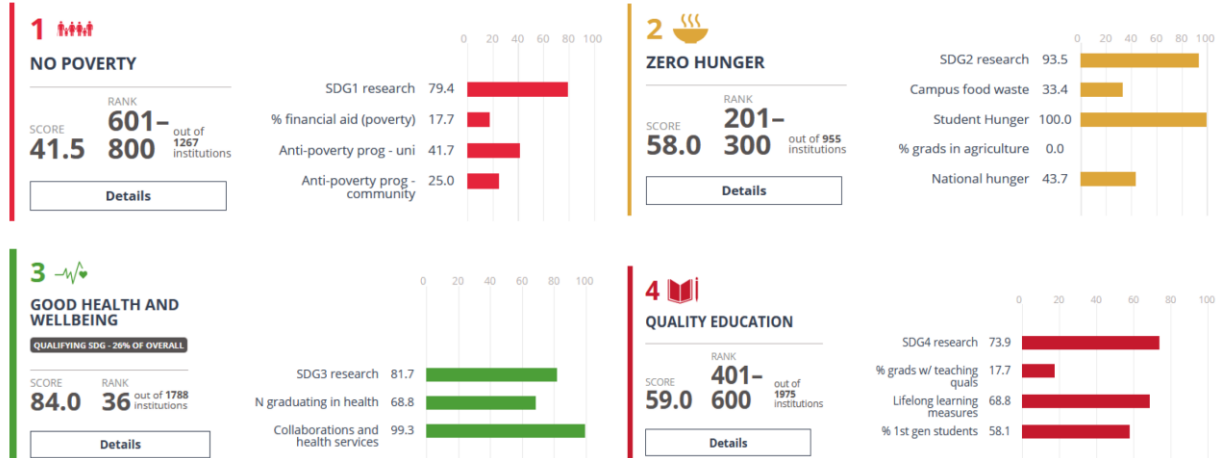 1
NO POVERTY
SCORE
41.5
RANK
601–
800
out of
1267
institutions
Details
0 20 40 60 80 100
SDG1 research 79.4
% financial aid (poverty) 17.7
Anti-poverty prog - uni 41.7
Anti-poverty prog - 25.0
community
2
ZERO HUNGER
SCORE
58.0
RANK
201–
300
out of 955
institutions
Details
0 20 40 60 80 100
SDG2 research 93.5
Campus food waste 33.4
Student Hunger 100.0
% grads in agriculture 0.0
National hunger 43.7
3
GOOD HEALTH AND
WELLBEING
QUALIFYING SDG - 26% OF OVERALL
SCORE
84.0
RANK
36
out of 1788
institutions
Details
0 20 40 60 80 100
SDG3 research 81.7
N graduating in health 68.8
Collaborations and 99.3
health services
4
QUALITY EDUCATION
SCORE
59.0
RANK
401–
600
out of
1975
institutions
Details
0 20 40 60 80 100
SDG4 research 73.9
% grads w/ teaching 17.7
quals
Lifelong learning 68.8
measures
% 1st gen students 58.1